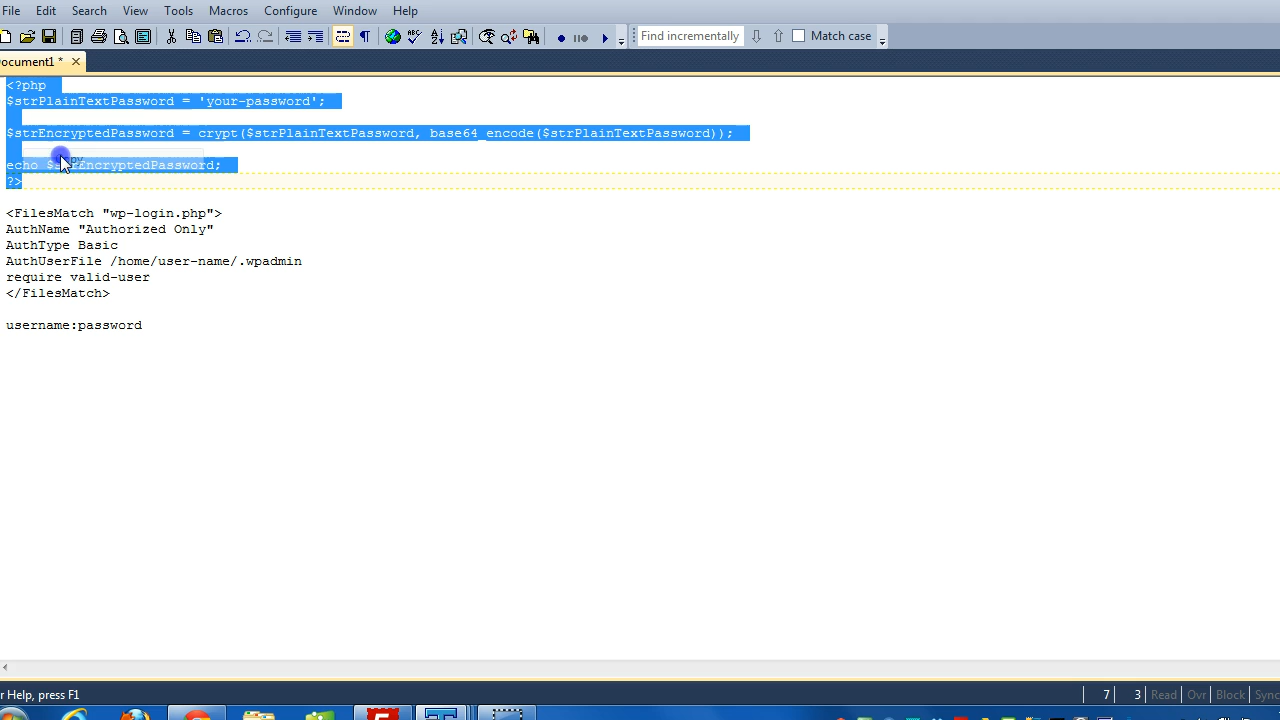 File Edit Search View Tools Macros Configure Window Help
Find incrementally Match case
ocument1 *
<?php
$strPlainTextPassword = 'your-password';
$strEncryptedPassword = crypt($strPlainTextPassword, base64_encode($strPlainTextPassword));
echo $strEncryptedPassword;
?>
<FilesMatch "wp-login.php">
AuthName "Authorized Only"
AuthType Basic
AuthUserFile /home/user-name/.wpadmin
require valid-user
</FilesMatch>
username:password
r Help, press F1 7 3 Read Ovr Block Sync